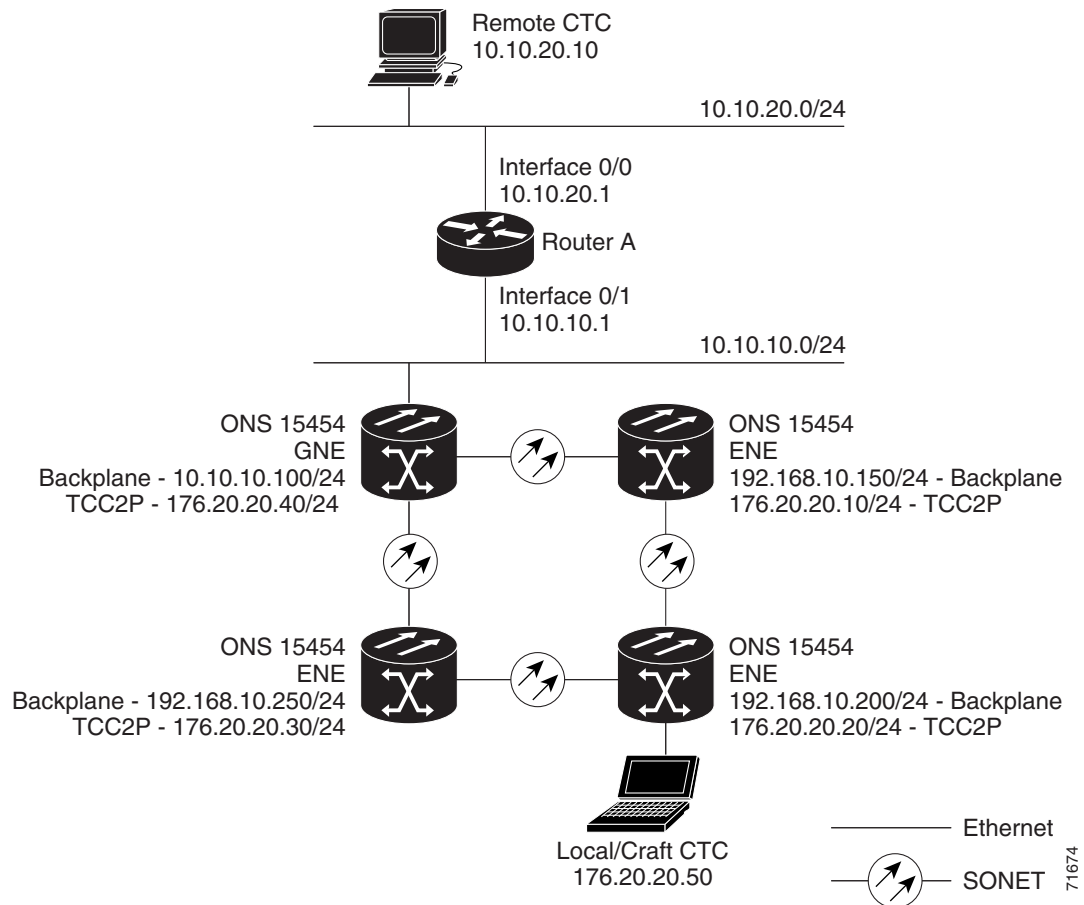 Remote CTC
10.10.20.10
10.10.20.0/24
Interface 0/0
10.10.20.1
Router A
Interface 0/1
10.10.10.1
10.10.10.0/24
ONS 15454
GNE
Backplane - 10.10.10.100/24
TCC2P - 176.20.20.40/24
ONS 15454
ENE
192.168.10.150/24 - Backplane
176.20.20.10/24 - TCC2P
ONS 15454
ENE
Backplane - 192.168.10.250/24
TCC2P - 176.20.20.30/24
ONS 15454
ENE
192.168.10.200/24 - Backplane
176.20.20.20/24 - TCC2P
Local/Craft CTC
176.20.20.50
Ethernet
SONET
71674